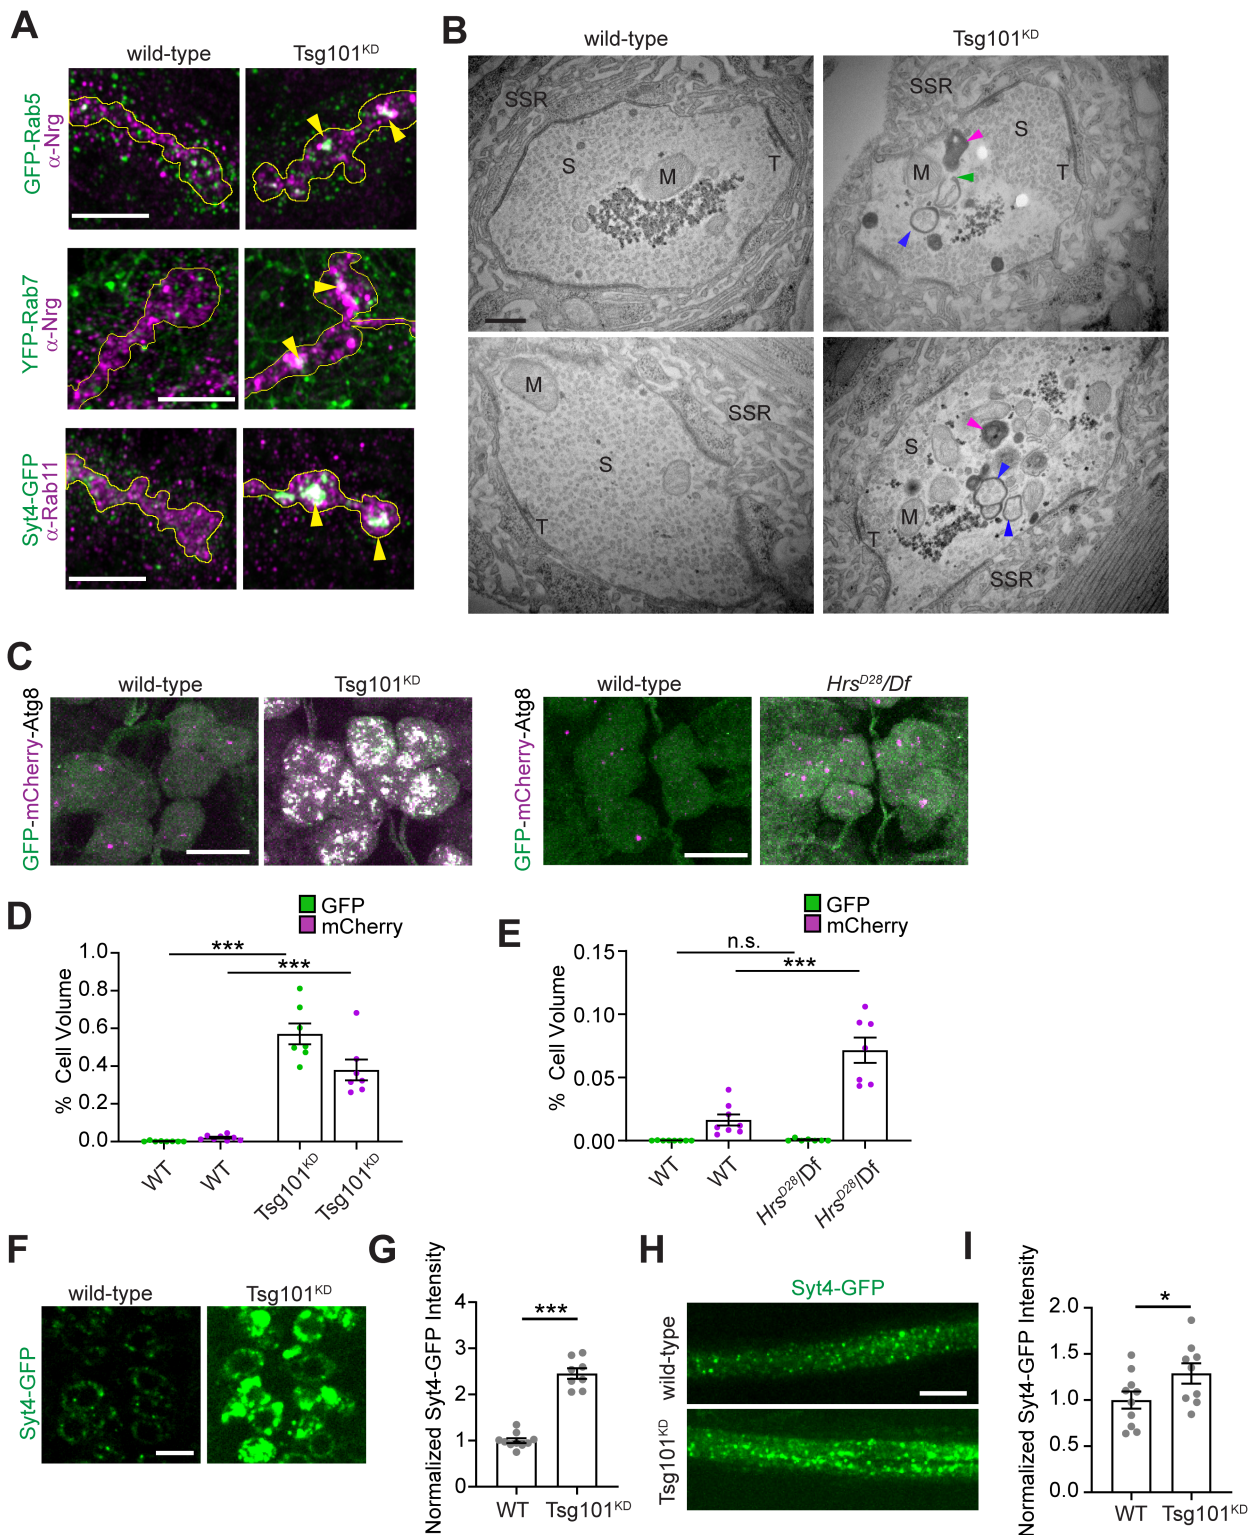 A
wild-type
Tsg101KD
GFP-Rab5
α-Nrg
YFP-Rab7
α-Nrg
Syt4-GFP
α-Rab11
B
wild-type
Tsg101KD
SSR
S
M
T
SSR
S
M
T
M
S
SSR
T
S
M
T
SSR
C
wild-type
Tsg101KD
GFP-mCherry-Atg8
wild-type
HrsD28/Df
GFP-mCherry-Atg8
D
GFP
mCherry
% Cell Volume
1.0
0.8
0.6
0.4
0.2
0.0
***
***
WT
WT
Tsg101KD
Tsg101KD
E
GFP
mCherry
% Cell Volume
0.15
0.10
0.05
0.00
n.s.
***
WT
WT
HrsD28/Df
HrsD28/Df
F
wild-type
Tsg101KD
Syt4-GFP
G
Normalized Syt4-GFP Intensity
4
3
2
1
0
***
WT
Tsg101KD
H
Syt4-GFP
wild-type
Tsg101KD
I
Normalized Syt4-GFP Intensity
2.0
1.5
1.0
0.5
0.0
*
WT
Tsg101KD